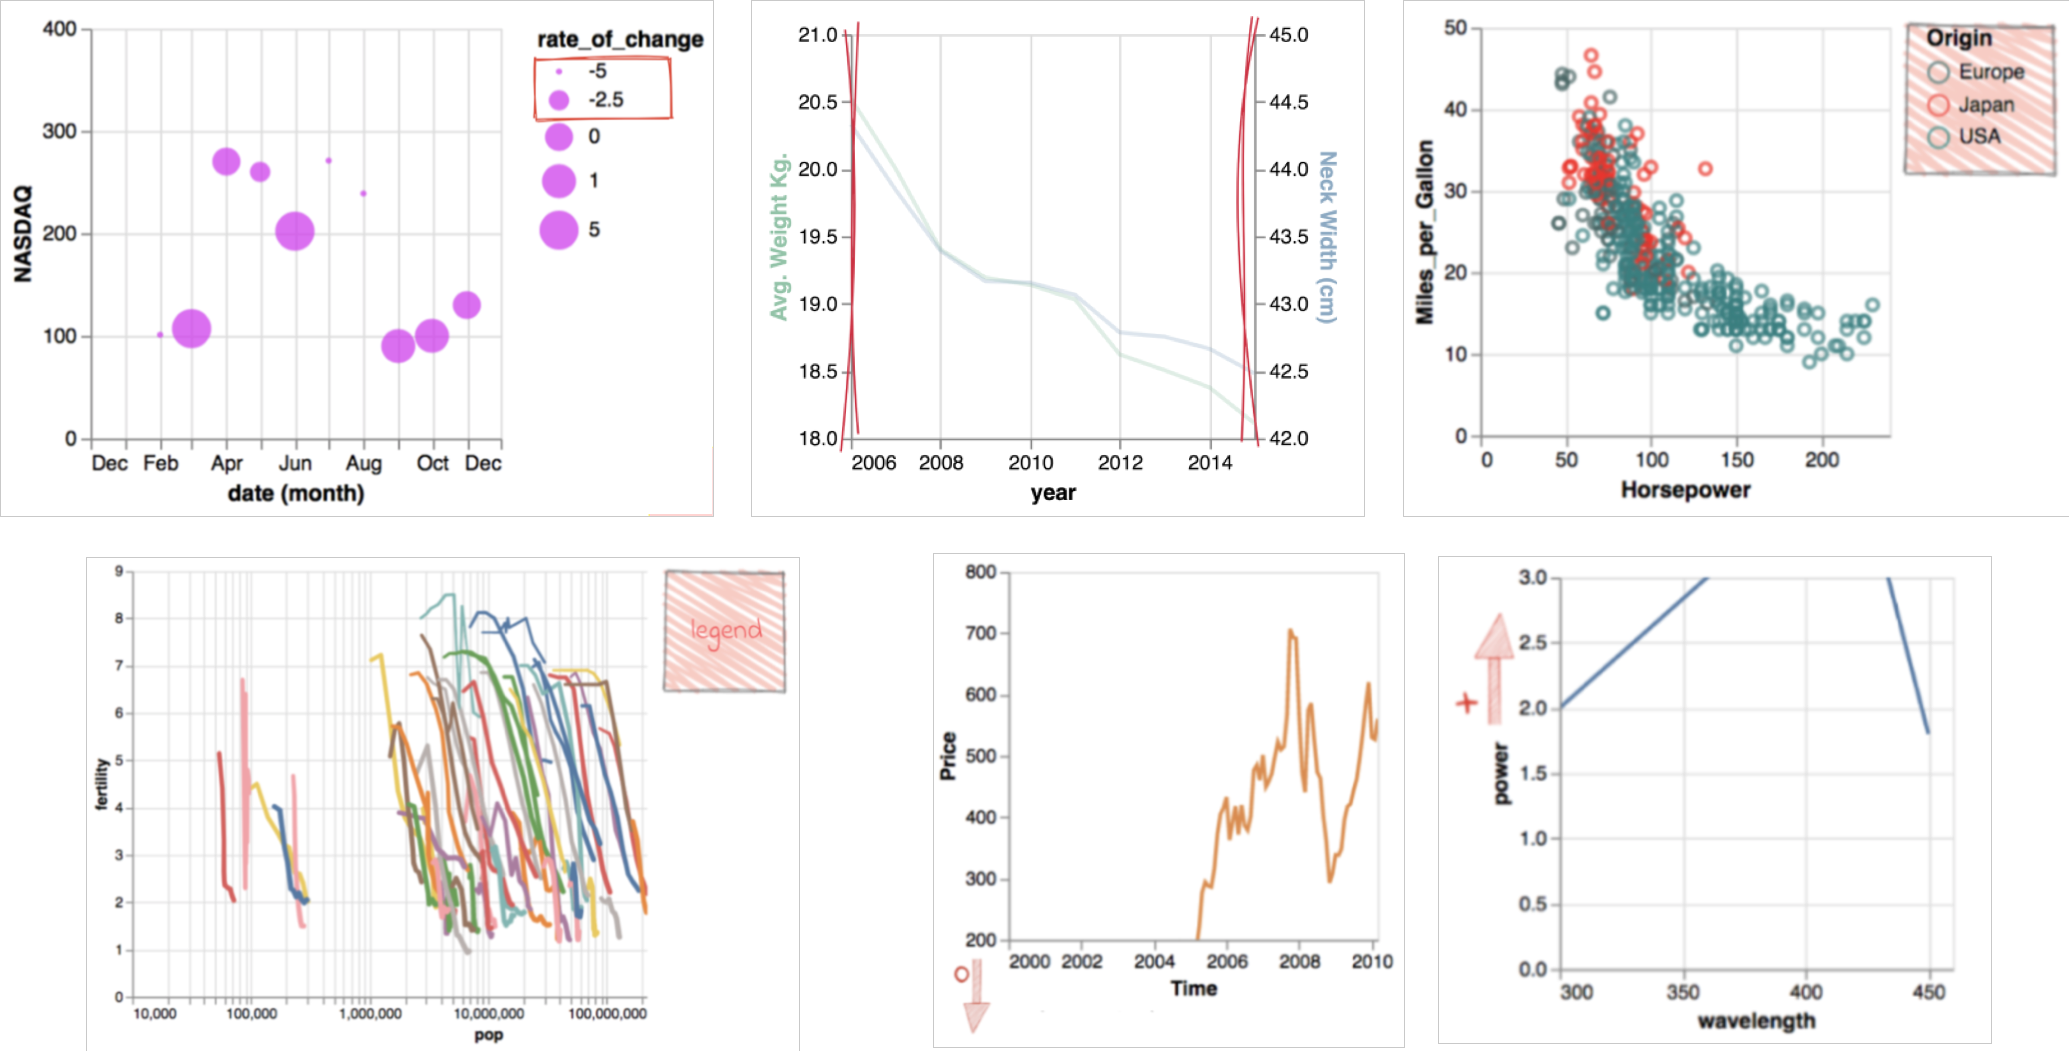 400
300
200
100
0
NASDAQ
Dec Feb Apr Jun Aug Oct Dec
date (month)
rate_of_change
-5
-2.5
0
1
5
21.0
20.5
20.0
19.5
19.0
18.5
18.0
Avg. Weight Kg.
2006 2008 2010 2012 2014
year
45.0
44.5
44.0
43.5
43.0
42.5
42.0
Neck Width (cm)
50
40
30
20
10
0
Miles_per_Gallon
0 50 100 150 200
Horsepower
Origin
Europe
Japan
USA
9
8
7
6
5
4
3
2
1
0
fertility
10,000 100,000 1,000,000 10,000,000 100,000,000
pop
legend
800
700
600
500
400
300
200
Price
2000 2002 2004 2006 2008 2010
Time
3.0
2.5
2.0
1.5
1.0
0.5
0.0
+
power
300 350 400 450
wavelength